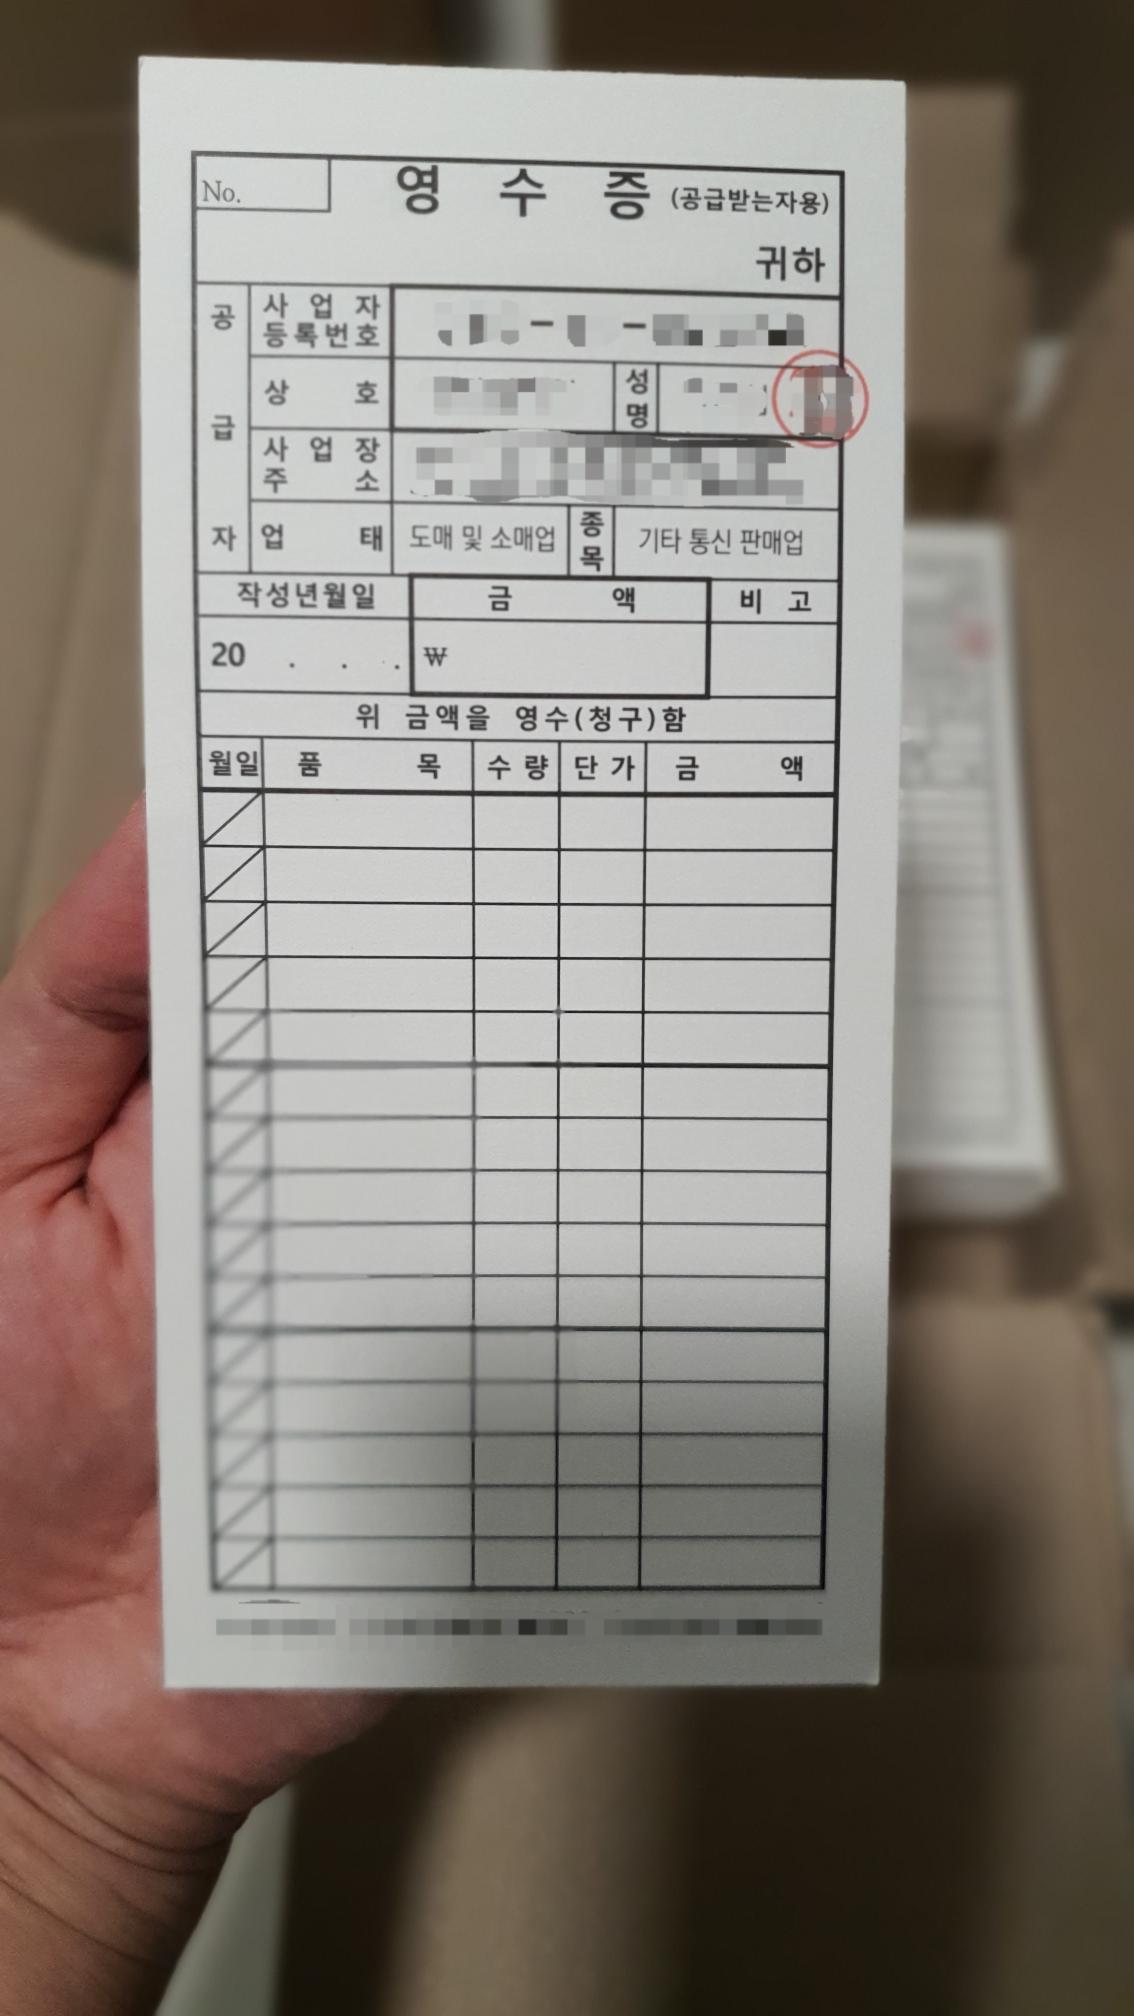 No.
영 수 증 (공급받는자용)
귀하
공 급 자
사 업 자
등록번호
상 호
성명
사 업 장
주 소
업 태 도매 및 소매업 종목 기타 통신 판매업
작성년월일 금 액 비 고
20 . . . ₩
위 금액을 영수(청구)함
월일 품 목 수 량 단 가 금 액